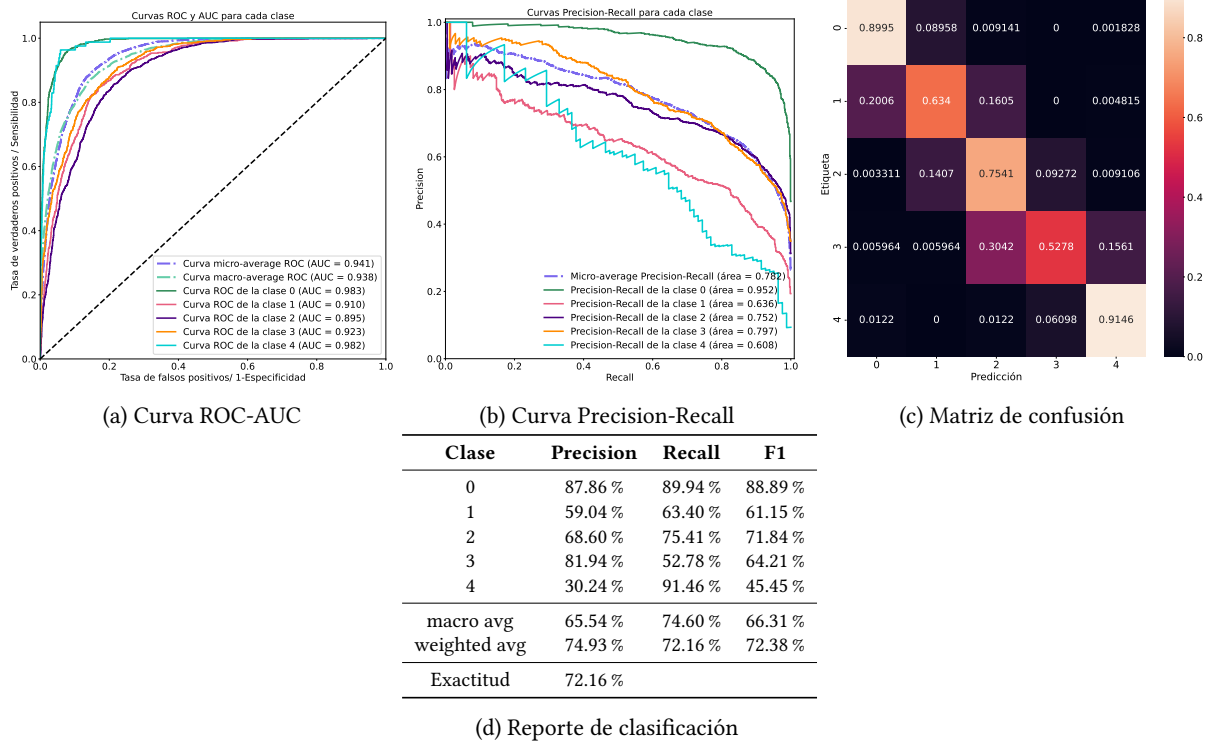 Curvas ROC y AUC para cada clase
Tasa de verdaderos positivos / Sensibilidad
1.0
0.8
0.6
0.4
0.2
0.0
Curva micro-average ROC (AUC = 0.941)
Curva macro-average ROC (AUC = 0.938)
Curva ROC de la clase 0 (AUC = 0.983)
Curva ROC de la clase 1 (AUC = 0.910)
Curva ROC de la clase 2 (AUC = 0.895)
Curva ROC de la clase 3 (AUC = 0.923)
Curva ROC de la clase 4 (AUC = 0.982)
0.0 0.2 0.4 0.6 0.8 1.0
Tasa de falsos positivos/ 1-Especificidad
(a) Curva ROC-AUC
Curvas Precision-Recall para cada clase
Precision
1.0
0.8
0.6
0.4
0.2
0.0
Micro-average Precision-Recall (área = 0.782)
Precision-Recall de la clase 0 (área = 0.952)
Precision-Recall de la clase 1 (área = 0.636)
Precision-Recall de la clase 2 (área = 0.752)
Precision-Recall de la clase 3 (área = 0.797)
Precision-Recall de la clase 4 (área = 0.608)
0.0 0.2 0.4 0.6 0.8 1.0
Recall
(b) Curva Precision-Recall
Etiqueta
0 0.8995 0.08958 0.009141 0 0.001828
1 0.2006 0.634 0.1605 0 0.004815
2 0.003311 0.1407 0.7541 0.09272 0.009106
3 0.005964 0.005964 0.3042 0.5278 0.1561
4 0.0122 0 0.0122 0.06098 0.9146
0 1 2 3 4
Predicción
0.8
0.6
0.4
0.2
0.0
(c) Matriz de confusión
Clase Precision Recall F1
0 87.86 % 89.94 % 88.89 %
1 59.04 % 63.40 % 61.15 %
2 68.60 % 75.41 % 71.84 %
3 81.94 % 52.78 % 64.21 %
4 30.24 % 91.46 % 45.45 %
macro avg 65.54 % 74.60 % 66.31 %
weighted avg 74.93 % 72.16 % 72.38 %
Exactitud 72.16 %
(d) Reporte de clasificación